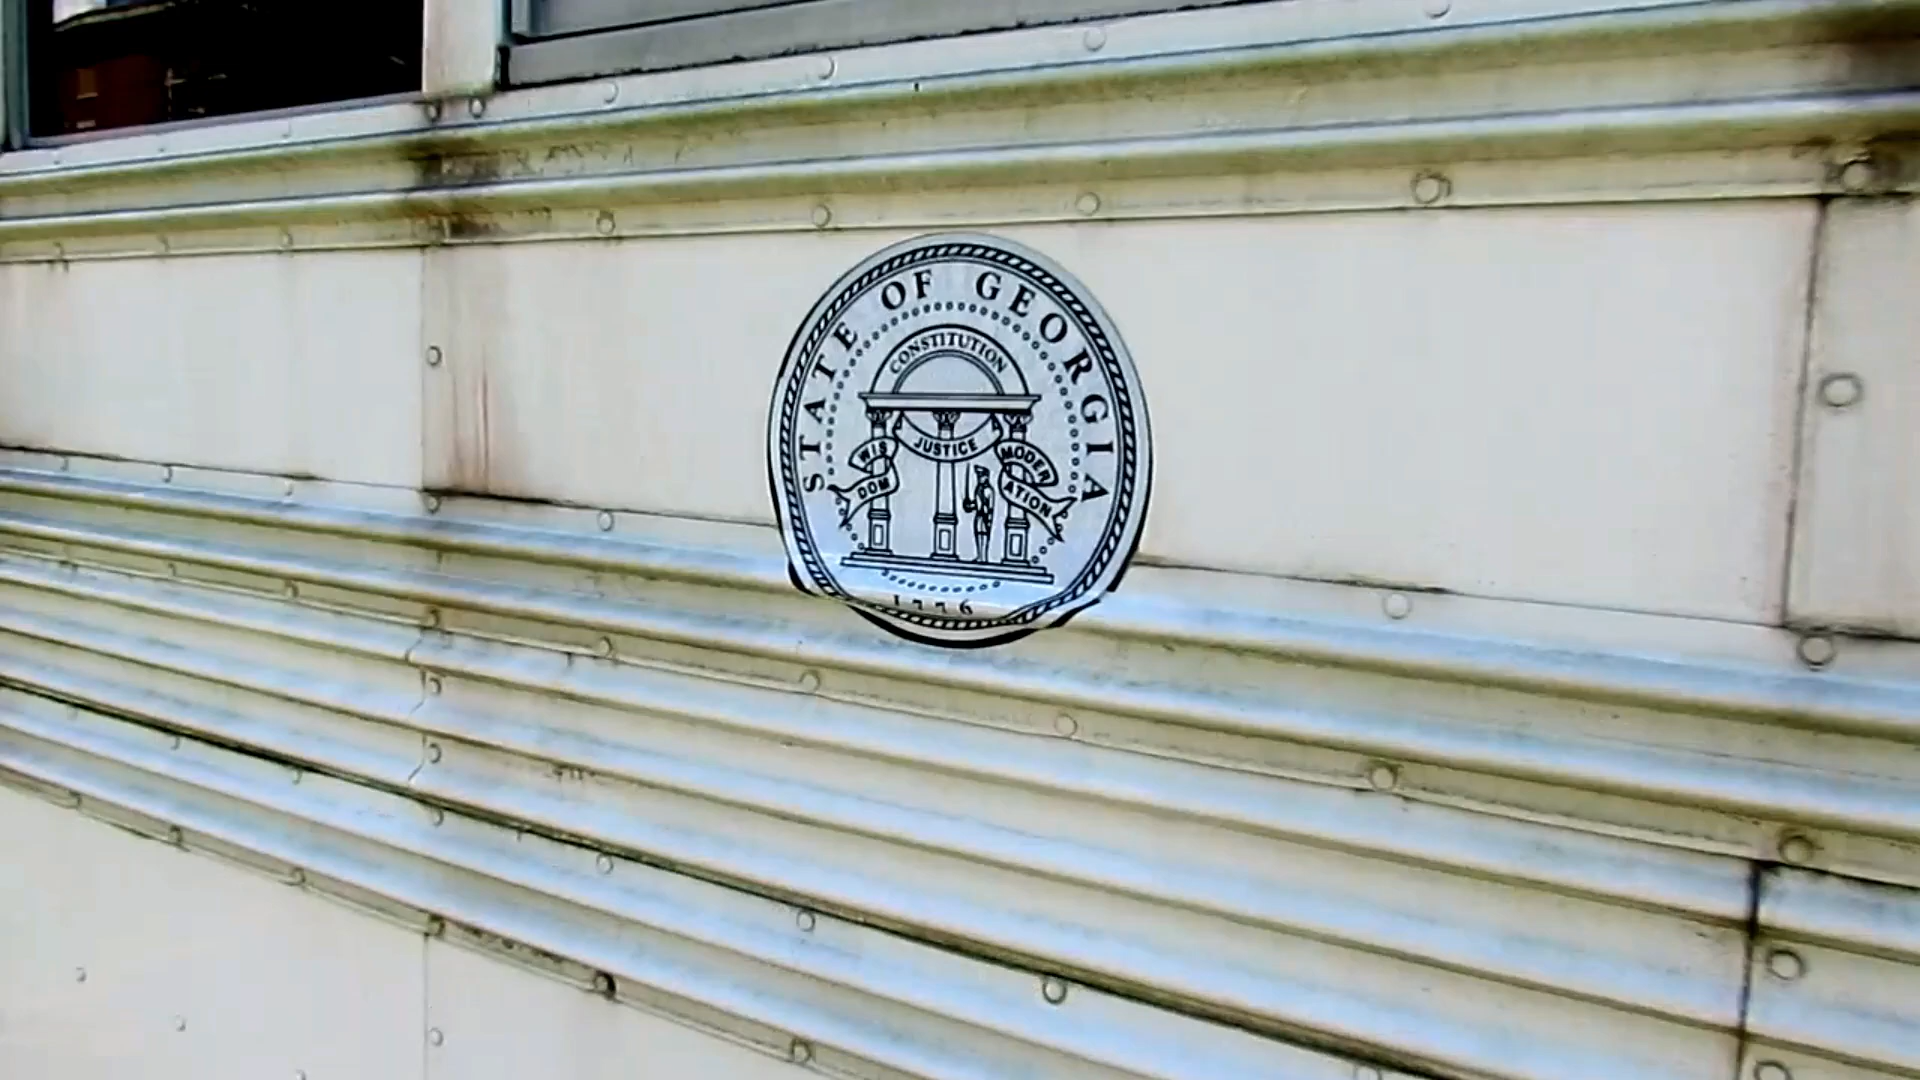 STATE OF GEORGIA
CONSTITUTION
JUSTICE
WIS
DOM
MODER
ATION
1776